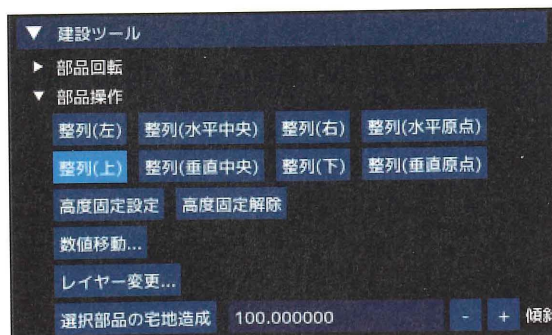 ▼ 建設ツール
▶ 部品回転
▼ 部品操作
整列(左) 整列(水平中央) 整列(右) 整列(水平原点)
整列(上) 整列(垂直中央) 整列(下) 整列(垂直原点)
高度固定設定 高度固定解除
数値移動...
レイヤー変更...
選択部品の宅地造成 100.000000 - + 傾斜